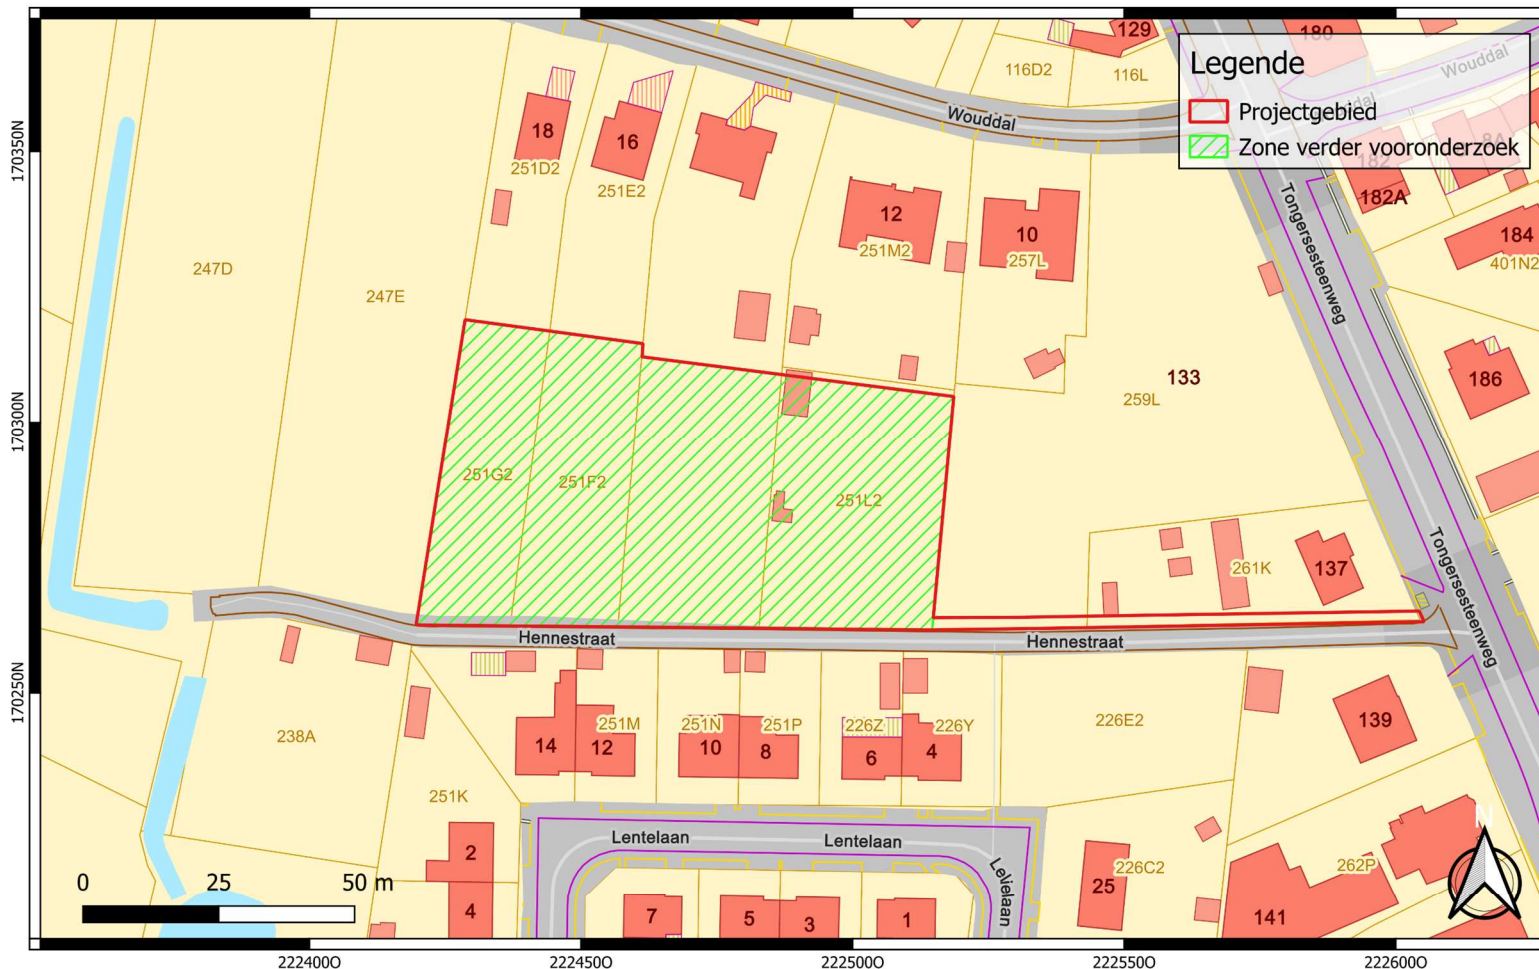 129
180
Legende
116D2
116L
Wouddal
Wouddal
Projectgebied
Zone verder vooronderzoek
18
16
8A
182
182A
251D2
251E2
170350N
12
10
251M2
257L
Tongersesteenweg
184
401N2
247D
247E
133
259L
186
170300N
251G2
251F2
251L2
Tongersesteenweg
261K
137
Hennestraat
Hennestraat
170250N
238A
14
12
251M
251N
251P
10
8
226Z
226Y
6
4
226E2
139
251K
Lentelaan
Lentelaan
2
4
25
226C2
262P
141
7
5
3
1
N
0 25 50 m
222400O
222450O
222500O
222550O
222600O